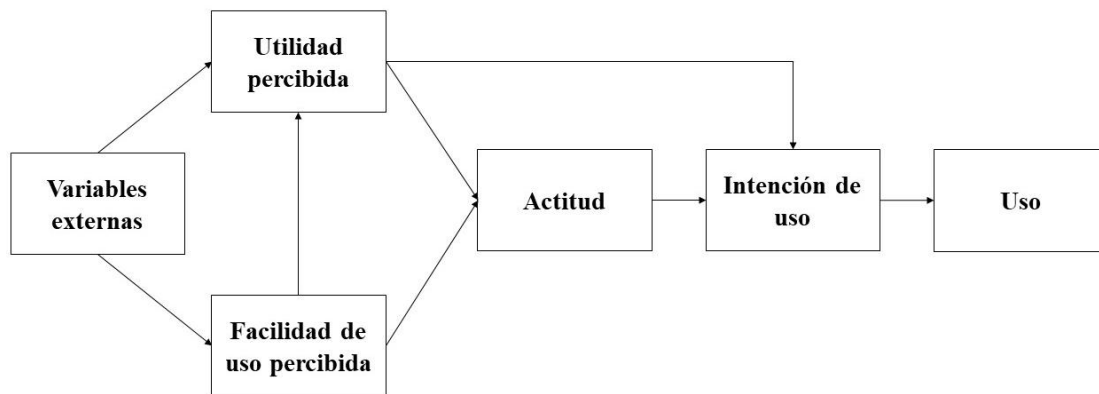 Utilidad
percibida
Variables
externas
Actitud
Intención de
uso
Uso
Facilidad de
uso percibida